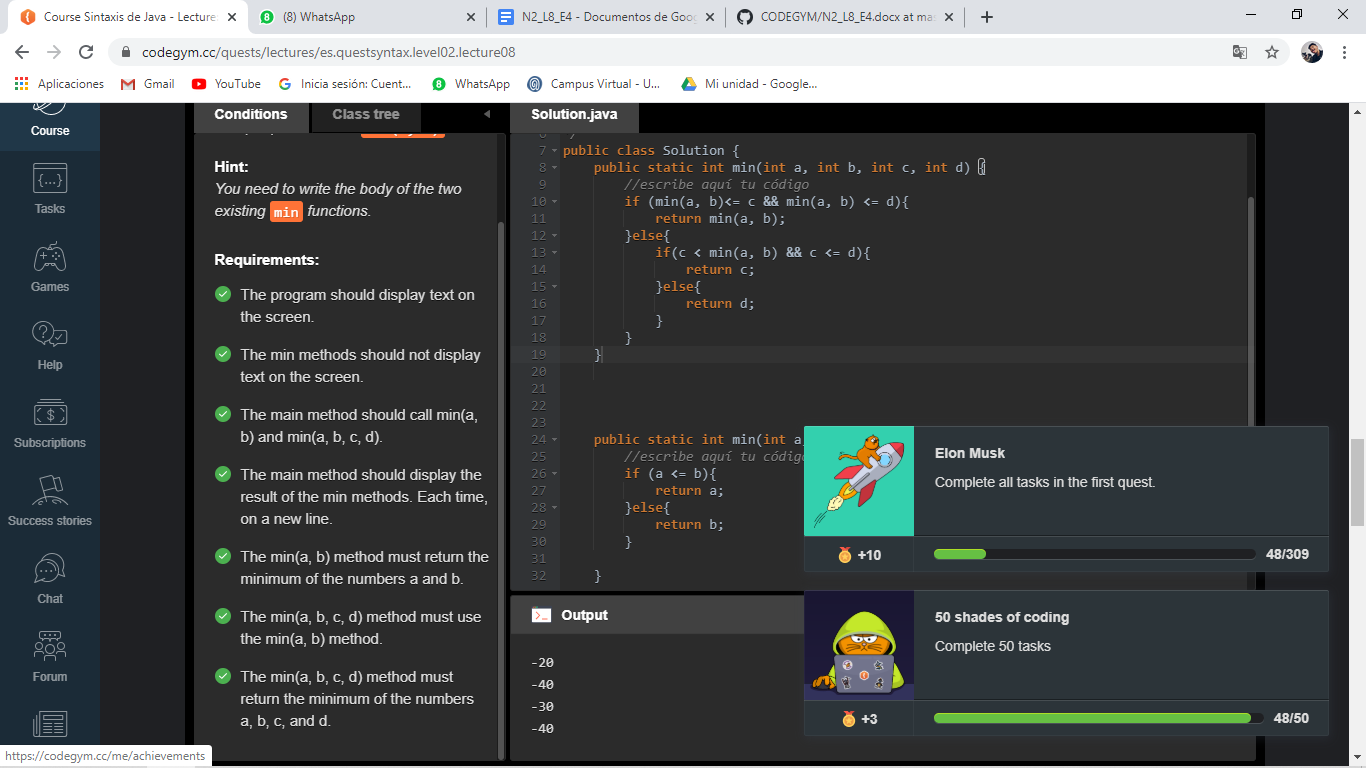 Course Sintaxis de Java - Lecture
(8) WhatsApp
N2_L8_E4 - Documentos de Goo
CODEGYM/N2_L8_E4.docx at mas
codegym.cc/quests/lectures/es.questsyntax.level02.lecture08
Aplicaciones
Gmail
YouTube
Inicia sesión: Cuent...
8
WhatsApp
Campus Virtual - U...
Mi unidad - Google...
Course
Tasks
Games
Help
Subscriptions
Success stories
Chat
Forum
Conditions
Class tree
Hint:
You need to write the body of the two
existing min functions.
Requirements:
The program should display text on
the screen.
The min methods should not display
text on the screen.
The main method should call min(a,
b) and min(a, b, c, d).
The main method should display the
result of the min methods. Each time,
on a new line.
The min(a, b) method must return the
minimum of the numbers a and b.
The min(a, b, c, d) method must use
the min(a, b) method.
The min(a, b, c, d) method must
return the minimum of the numbers
a, b, c, and d.
Solution.java
7 public class Solution {
8 public static int min(int a, int b, int c, int d) {
9 //escribe aquí tu código
10 if (min(a, b)<= c && min(a, b) <= d){
11 return min(a, b);
12 }else{
13 if(c < min(a, b) && c <= d){
14 return c;
15 }else{
16 return d;
17 }
18 }
19 }
20
21
22
23
24 public static int min(int a,
25 //escribe aquí tu códig
26 if (a <= b){
27 return a;
28 }else{
29 return b;
30 }
31
32 }
Output
-20
-40
-30
-40
Elon Musk
Complete all tasks in the first quest.
+10
48/309
50 shades of coding
Complete 50 tasks
+3
48/50
https://codegym.cc/me/achievements